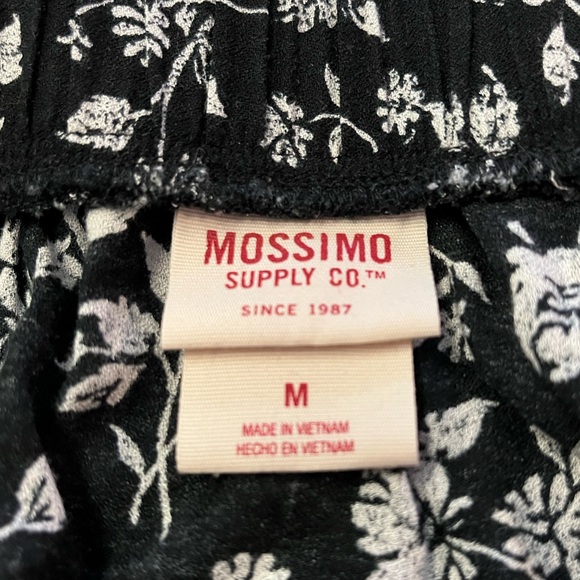 MOSSIMO
SUPPLY CO.™
SINCE 1987
M
MADE IN VIETNAM
HECHO EN VIETNAM